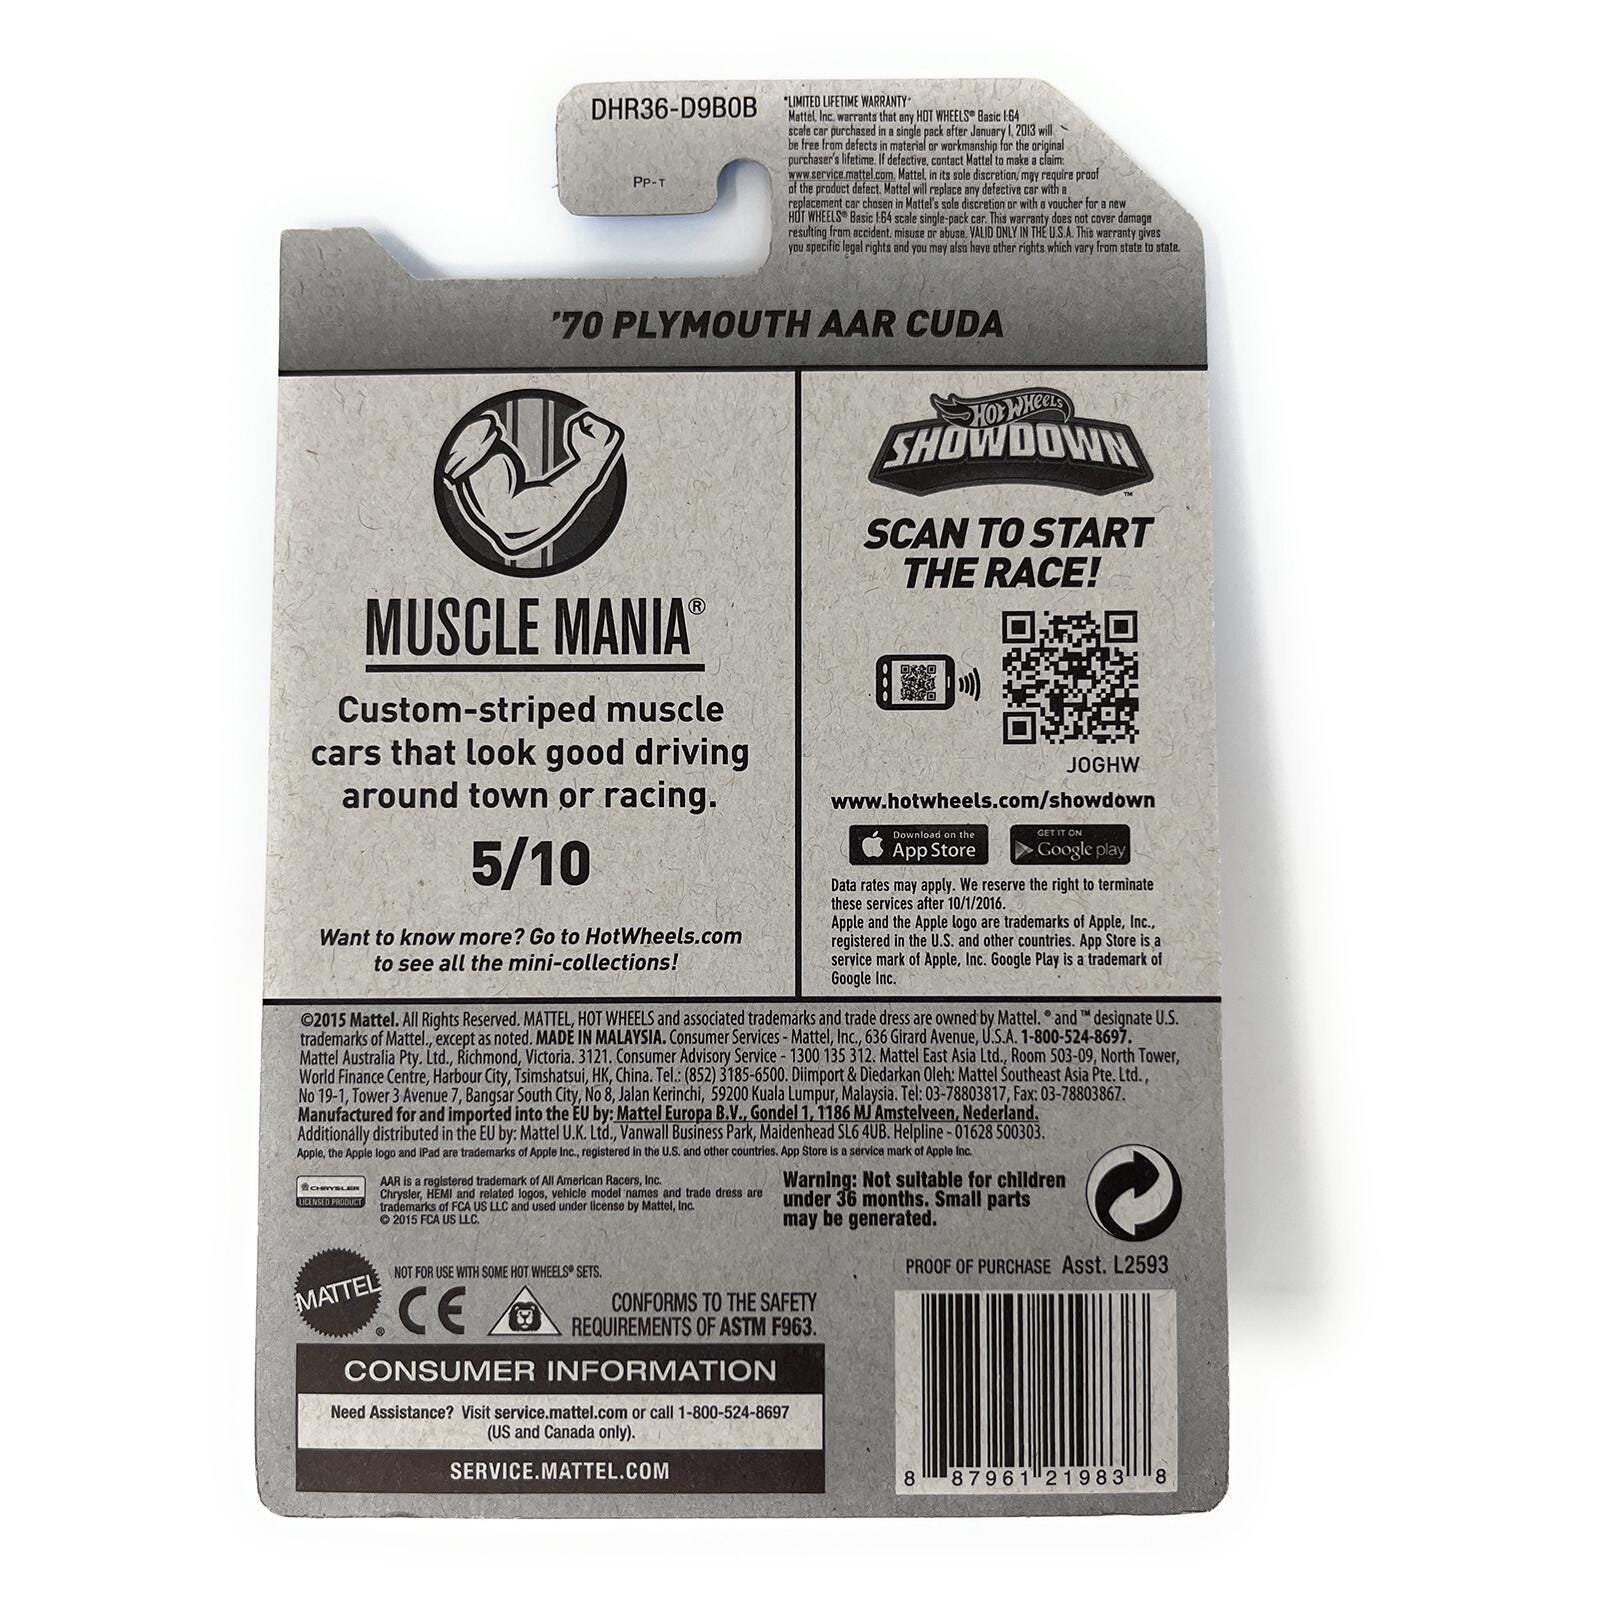 DHR36-D9B0B
PP-T
"LIMITED LIFETIME WARRANTY"
Mattel, Inc. warrants that any HOT WHEELS® Basic 1:64
scale car purchased in a single pack after January 1, 2013 will
be free from defects in material or workmanship for the original
purchaser's lifetime. If defective, contact Mattel to make a claim:
www.service.mattel.com. Mattel, in its sole discretion, may require proof
of the product defect. Mattel will replace any defective car with a
replacement car chosen in Mattel's sole discretion or with a voucher for a new
HOT WHEELS® Basic 1:64 scale single-pack car. This warranty does not cover damage
resulting from accident, misuse or abuse. VALID ONLY IN THE U.S.A. This warranty gives
you specific legal rights and you may also have other rights which vary from state to state.
'70 PLYMOUTH AAR CUDA
MUSCLE MANIA®
Custom-striped muscle
cars that look good driving
around town or racing.
5/10
Want to know more? Go to HotWheels.com
to see all the mini-collections!
HOT WHEELS
SHOWDOWN™
SCAN TO START
THE RACE!
JOGHW
www.hotwheels.com/showdown
Download on the
App Store
GET IT ON
Google play
Data rates may apply. We reserve the right to terminate
these services after 10/1/2016.
Apple and the Apple logo are trademarks of Apple, Inc.,
registered in the U.S. and other countries. App Store is a
service mark of Apple, Inc. Google Play is a trademark of
Google Inc.
©2015 Mattel. All Rights Reserved. MATTEL, HOT WHEELS and associated trademarks and trade dress are owned by Mattel. ® and ™ designate U.S.
trademarks of Mattel., except as noted. MADE IN MALAYSIA. Consumer Services - Mattel, Inc., 636 Girard Avenue, U.S.A. 1-800-524-8697.
Mattel Australia Pty. Ltd., Richmond, Victoria. 3121. Consumer Advisory Service - 1300 135 312. Mattel East Asia Ltd., Room 503-09, North Tower,
World Finance Centre, Harbour City, Tsimshatsui, HK, China. Tel.: (852) 3185-6500. Diimport & Diedarkan Oleh: Mattel Southeast Asia Pte. Ltd.,
No 19-1, Tower 3 Avenue 7, Bangsar South City, No 8, Jalan Kerinchi, 59200 Kuala Lumpur, Malaysia. Tel: 03-78803817, Fax: 03-78803867.
Manufactured for and imported into the EU by: Mattel Europa B.V., Gondel 1, 1186 MJ Amstelveen, Nederland.
Additionally distributed in the EU by: Mattel U.K. Ltd., Vanwall Business Park, Maidenhead SL6 4UB. Helpline - 01628 500303.
Apple, the Apple logo and iPad are trademarks of Apple Inc., registered in the U.S. and other countries. App Store is a service mark of Apple Inc.
CHRYSLER
LICENSED PRODUCT
AAR is a registered trademark of All American Racers, Inc.
Chrysler, HEMI and related logos, vehicle model names and trade dress are
trademarks of FCA US LLC and used under license by Mattel, Inc.
© 2015 FCA US LLC.
Warning: Not suitable for children
under 36 months. Small parts
may be generated.
MATTEL®
NOT FOR USE WITH SOME HOT WHEELS® SETS.
CE
CONFORMS TO THE SAFETY
REQUIREMENTS OF ASTM F963.
PROOF OF PURCHASE Asst. L2593
CONSUMER INFORMATION
Need Assistance? Visit service.mattel.com or call 1-800-524-8697
(US and Canada only).
SERVICE.MATTEL.COM
8 87961 21983 8